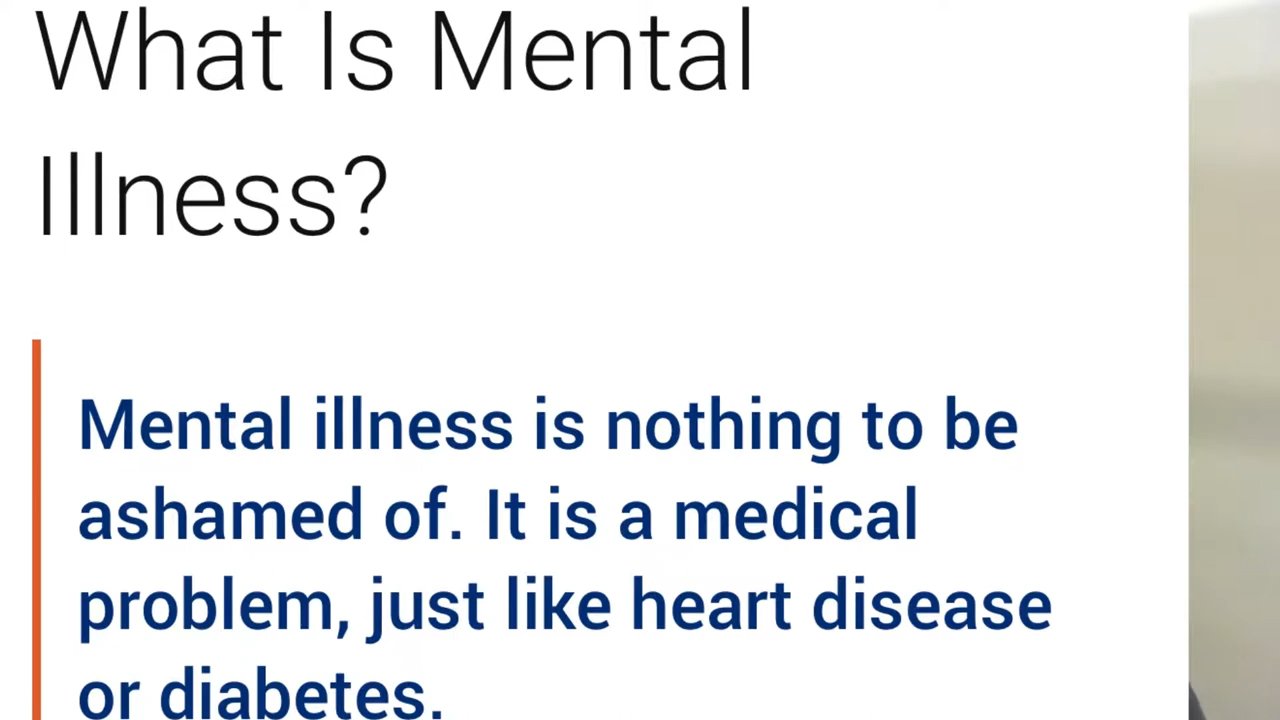 What Is Mental
Illness?
Mental illness is nothing to be
ashamed of. It is a medical
problem, just like heart disease
or diabetes.